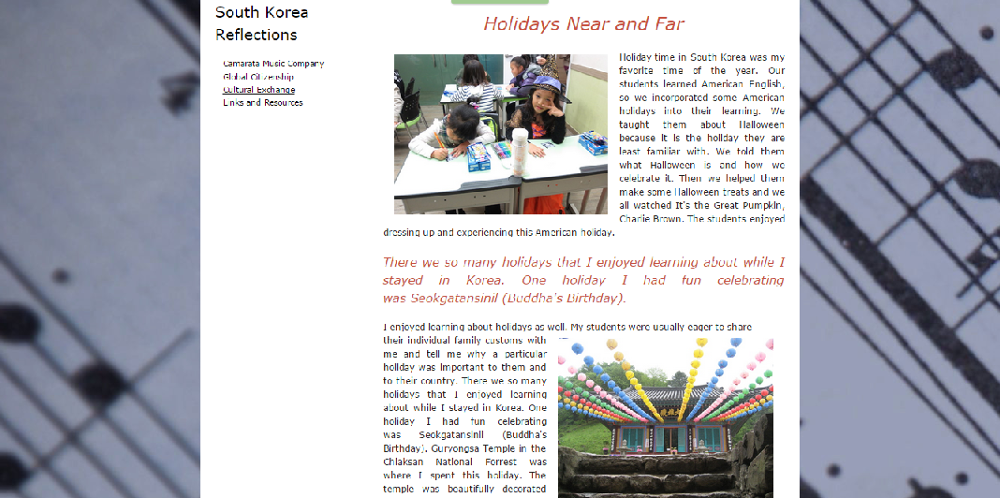 South Korea
Reflections
Camarata Music Company
Global Citizenship
Cultural Exchange
Links and Resources
Holidays Near and Far
Holiday time in South Korea was my
favorite time of the year. Our
students learned American English,
so we incorporated some American
holidays into their learning. We
taught them about Halloween
because it is the holiday they are
least familiar with. We told them
what Halloween is and how we
celebrate it. Then we helped them
make some Halloween treats and we
all watched It's the Great Pumpkin,
Charlie Brown. The students enjoyed
dressing up and experiencing this American holiday.
There we so many holidays that I enjoyed learning about while I
stayed in Korea. One holiday I had fun celebrating
was Seokgatansinil (Buddha's Birthday).
I enjoyed learning about holidays as well. My students were usually eager to share
their individual family customs with
me and tell me why a particular
holiday was important to them and
to their country. There we so many
holidays that I enjoyed learning
about while I stayed in Korea. One
holiday I had fun celebrating
was Seokgatansinil (Buddha's
Birthday). Gurvongsa Temple in the
Chiaksan National Forrest was
where I spent this holiday. The
temple was beautifully decorated